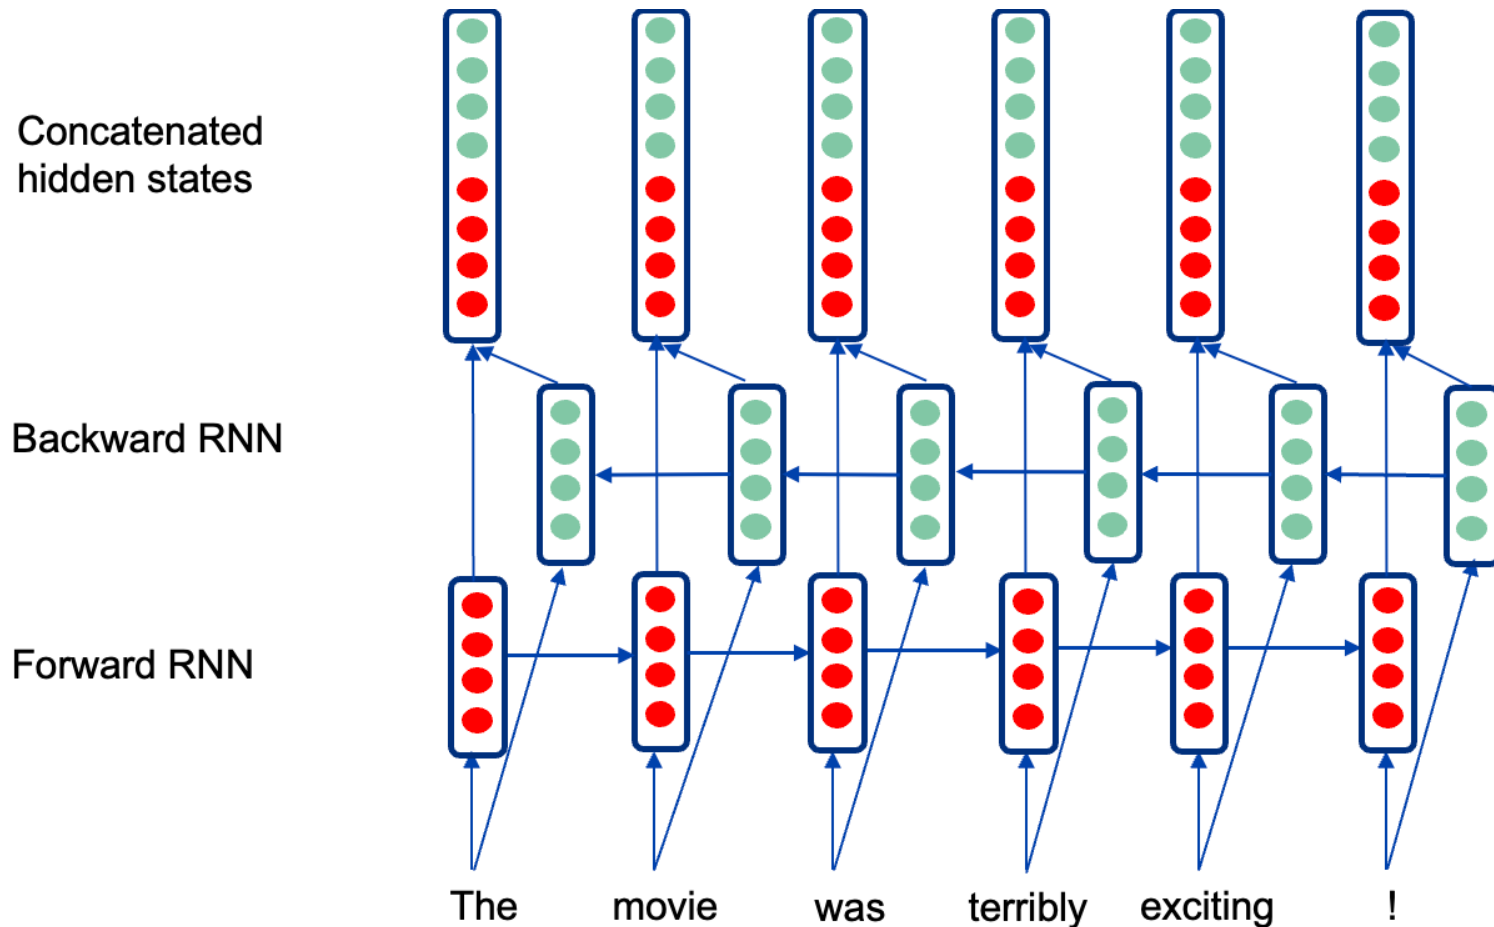 Concatenated
hidden states
Backward RNN
Forward RNN
The movie was terribly exciting !